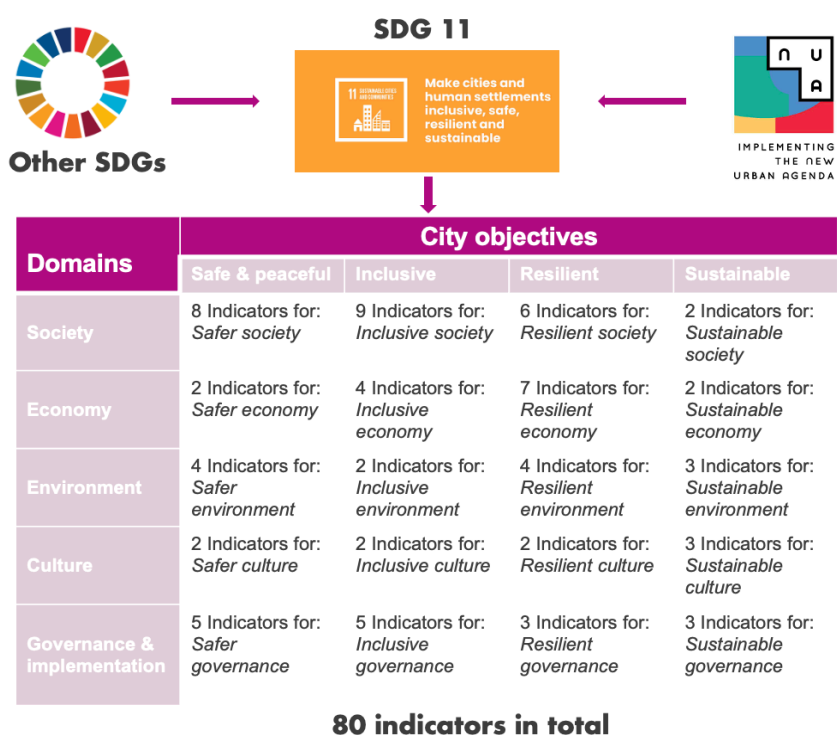 SDG 11
Other SDGs
11 SUSTAINABLE CITIES
AND COMMUNITIES
Make cities and
human settlements
inclusive, safe,
resilient and
sustainable
N U
A
IMPLEMENTING
THE NEW
URBAN AGENDA
Domains
City objectives
Safe & peaceful
Inclusive
Resilient
Sustainable
Society
8 Indicators for:
Safer society
9 Indicators for:
Inclusive society
6 Indicators for:
Resilient society
2 Indicators for:
Sustainable
society
Economy
2 Indicators for:
Safer economy
4 Indicators for:
Inclusive
economy
7 Indicators for:
Resilient
economy
2 Indicators for:
Sustainable
economy
Environment
4 Indicators for:
Safer
environment
2 Indicators for:
Inclusive
environment
4 Indicators for:
Resilient
environment
3 Indicators for:
Sustainable
environment
Culture
2 Indicators for:
Safer culture
2 Indicators for:
Inclusive culture
2 Indicators for:
Resilient culture
3 Indicators for:
Sustainable
culture
Governance &
implementation
5 Indicators for:
Safer
governance
5 Indicators for:
Inclusive
governance
3 Indicators for:
Resilient
governance
3 Indicators for:
Sustainable
governance
80 indicators in total